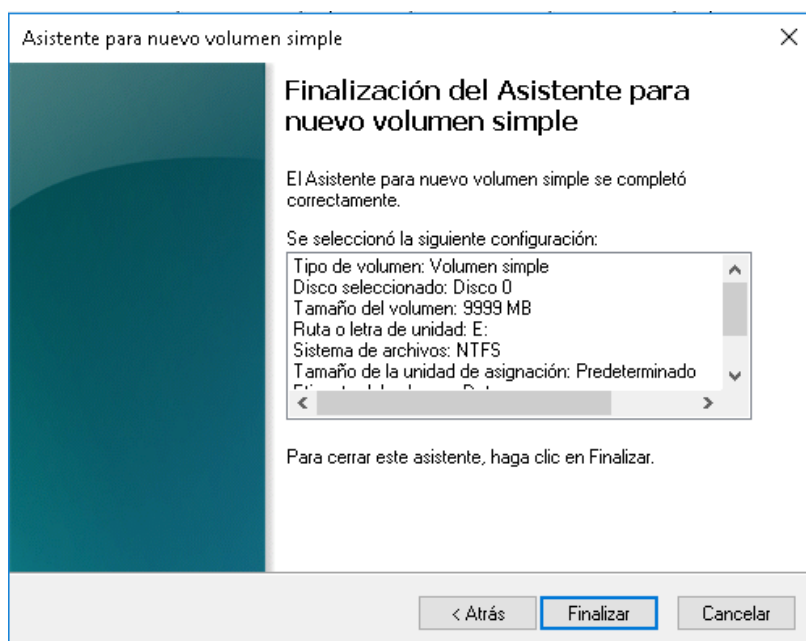 Asistente para nuevo volumen simple
Finalización del Asistente para
nuevo volumen simple
El Asistente para nuevo volumen simple se completó
correctamente.
Se seleccionó la siguiente configuración:
Tipo de volumen: Volumen simple
Disco seleccionado: Disco 0
Tamaño del volumen: 9999 MB
Ruta o letra de unidad: E:
Sistema de archivos: NTFS
Tamaño de la unidad de asignación: Predeterminado
Para cerrar este asistente, haga clic en Finalizar.
< Atrás
Finalizar
Cancelar